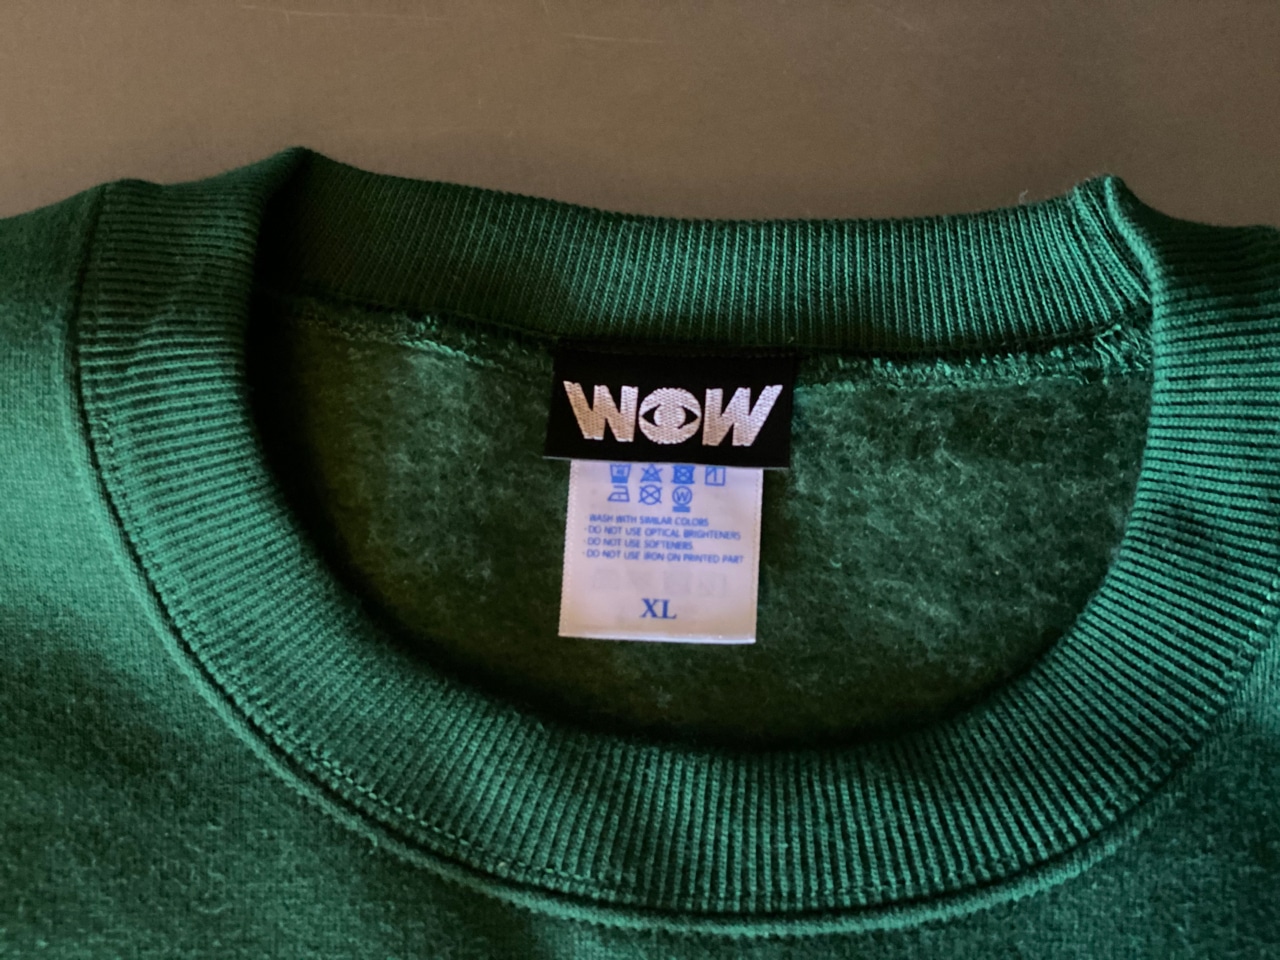 WOW
WASH WITH SIMILAR COLORS
· DO NOT USE OPTICAL BRIGHTENERS
· DO NOT USE SOFTENERS
· DO NOT USE IRON ON PRINTED PART
XL